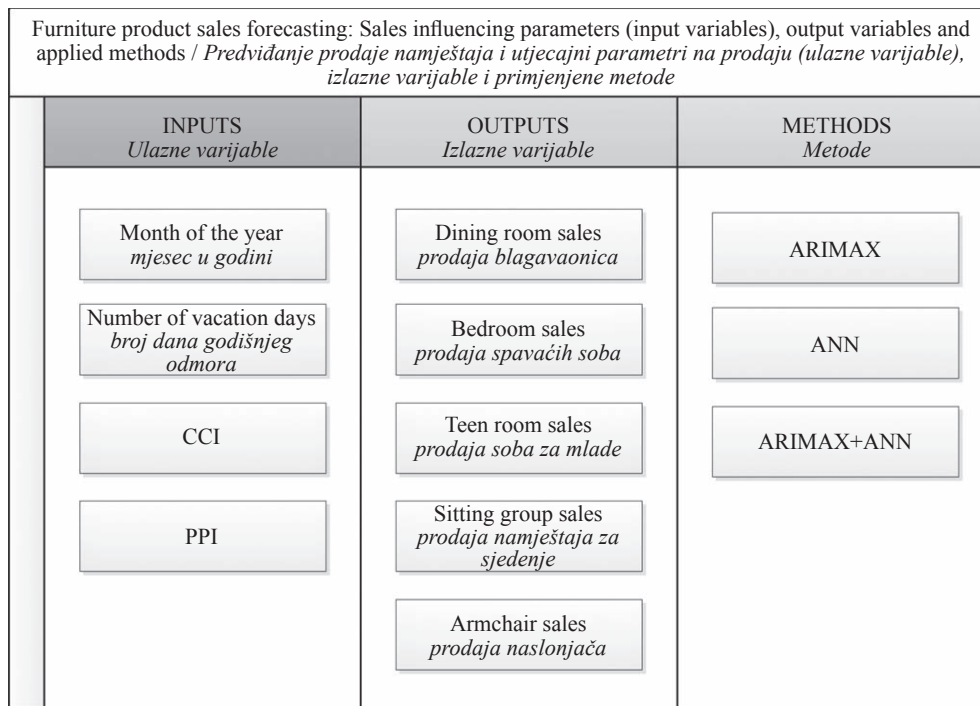 Furniture product sales forecasting: Sales influencing parameters (input variables), output variables and
applied methods / Predviđanje prodaje namještaja i utjecajni parametri na prodaju (ulazne varijable),
izlazne varijable i primjenjene metode
INPUTS
Ulazne varijable
Month of the year
mjesec u godini
Number of vacation days
broj dana godišnjeg
odmora
CCI
PPI
OUTPUTS
Izlazne varijable
Dining room sales
prodaja blagavaonica
Bedroom sales
prodaja spavaćih soba
Teen room sales
prodaja soba za mlade
Sitting group sales
prodaja namještaja za
sjedenje
Armchair sales
prodaja naslonjača
METHODS
Metode
ARIMAX
ANN
ARIMAX+ANN